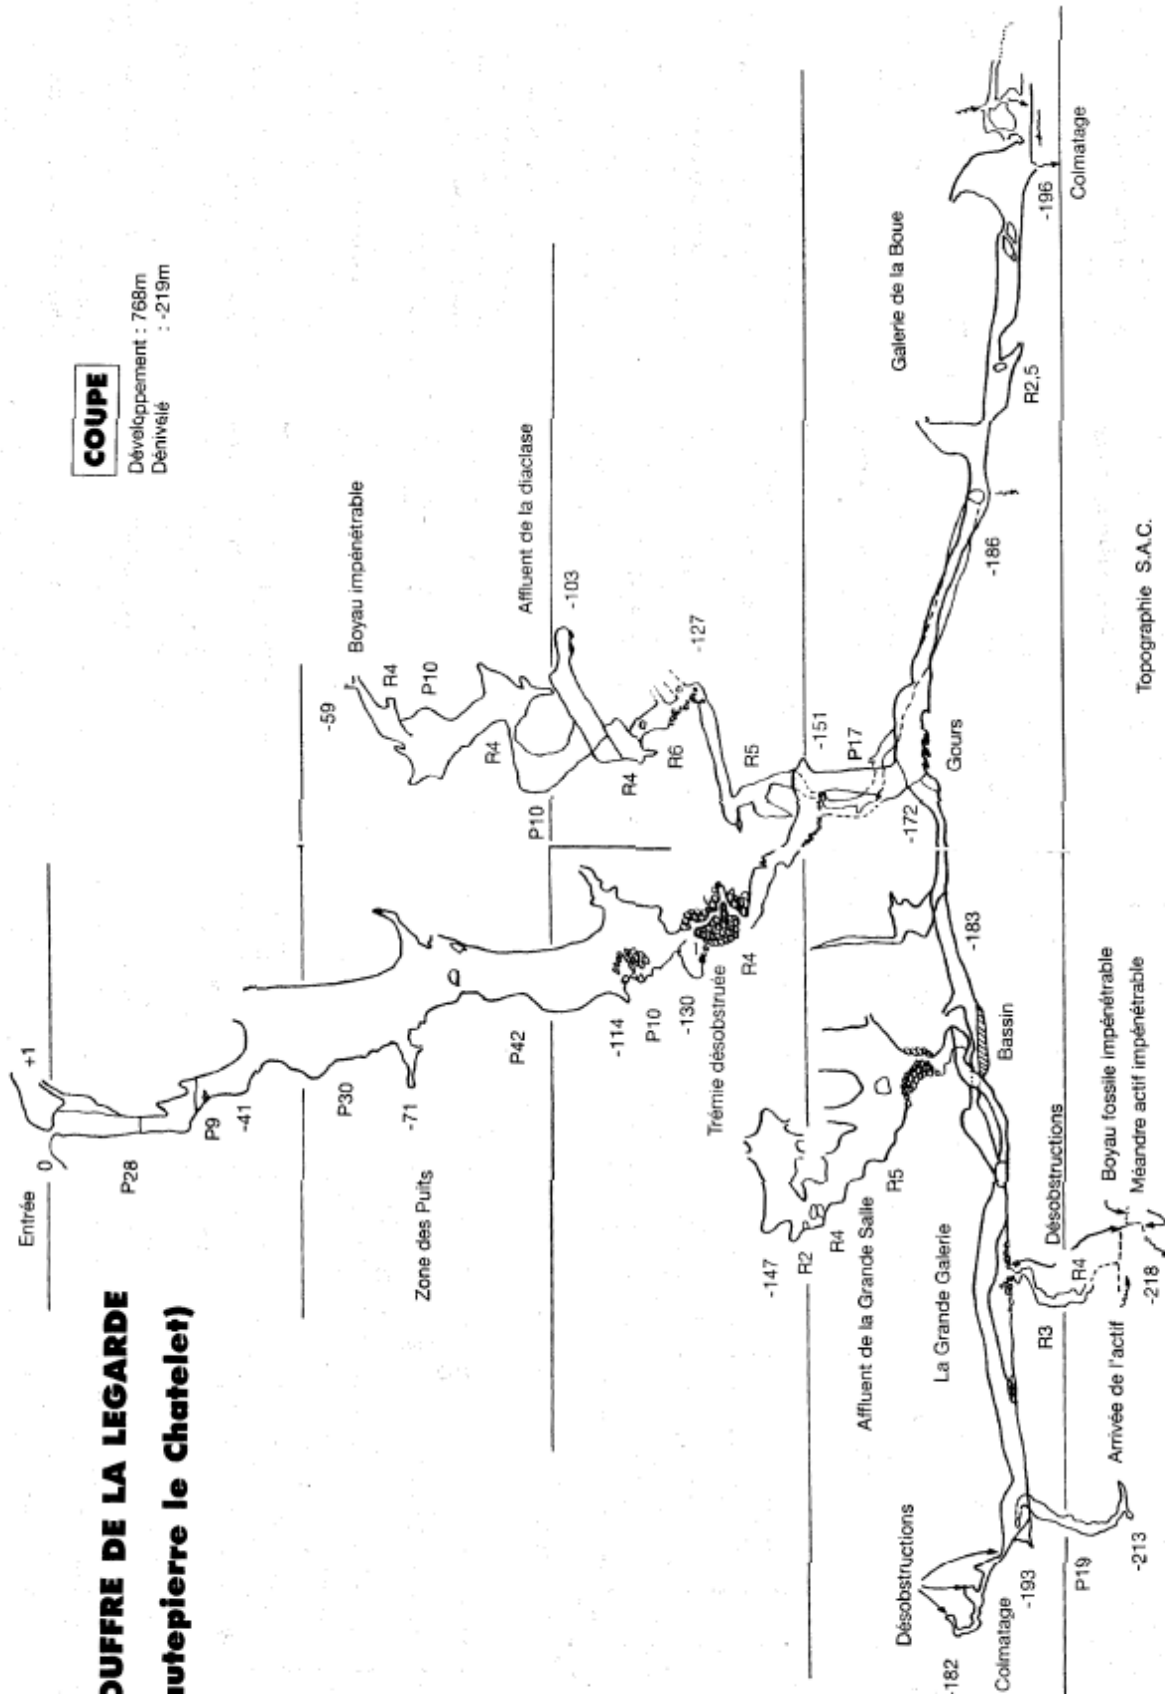 OUFFRE DE LA LEGARDE
utepierre le Chatelet)
COUPE
Développement : 768m
Dénivelé : -219m
Entrée
0
+1
P28
P9
-41
P30
-71
Zone des Puits
P42
-114
P10
-130
Trémie désobstruée
R4
-59
Boyau impénétrable
R4
P10
R4
P10
Affluent de la diaclase
-103
R4
R6
-127
R5
-151
P17
-172
Gours
-186
Galerie de la Boue
R2,5
-196
Colmatage
-183
Bassin
-147
R2
R4
R5
Affluent de la Grande Salle
La Grande Galerie
Désobstructions
R3
R4
Boyau fossile impénétrable
Méandre actif impénétrable
-218
Arrivée de l'actif
-213
P19
Désobstructions
-182
Colmatage
-193
Topographie S.A.C.